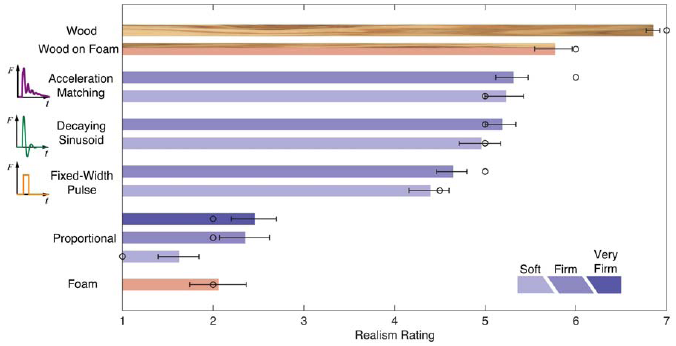 Wood
Wood on Foam
F
t
Acceleration
Matching
F
t
Decaying
Sinusoid
F
t
Fixed-Width
Pulse
Proportional
Foam
Soft
Firm
Very
Firm
1 2 3 4 5 6 7
Realism Rating